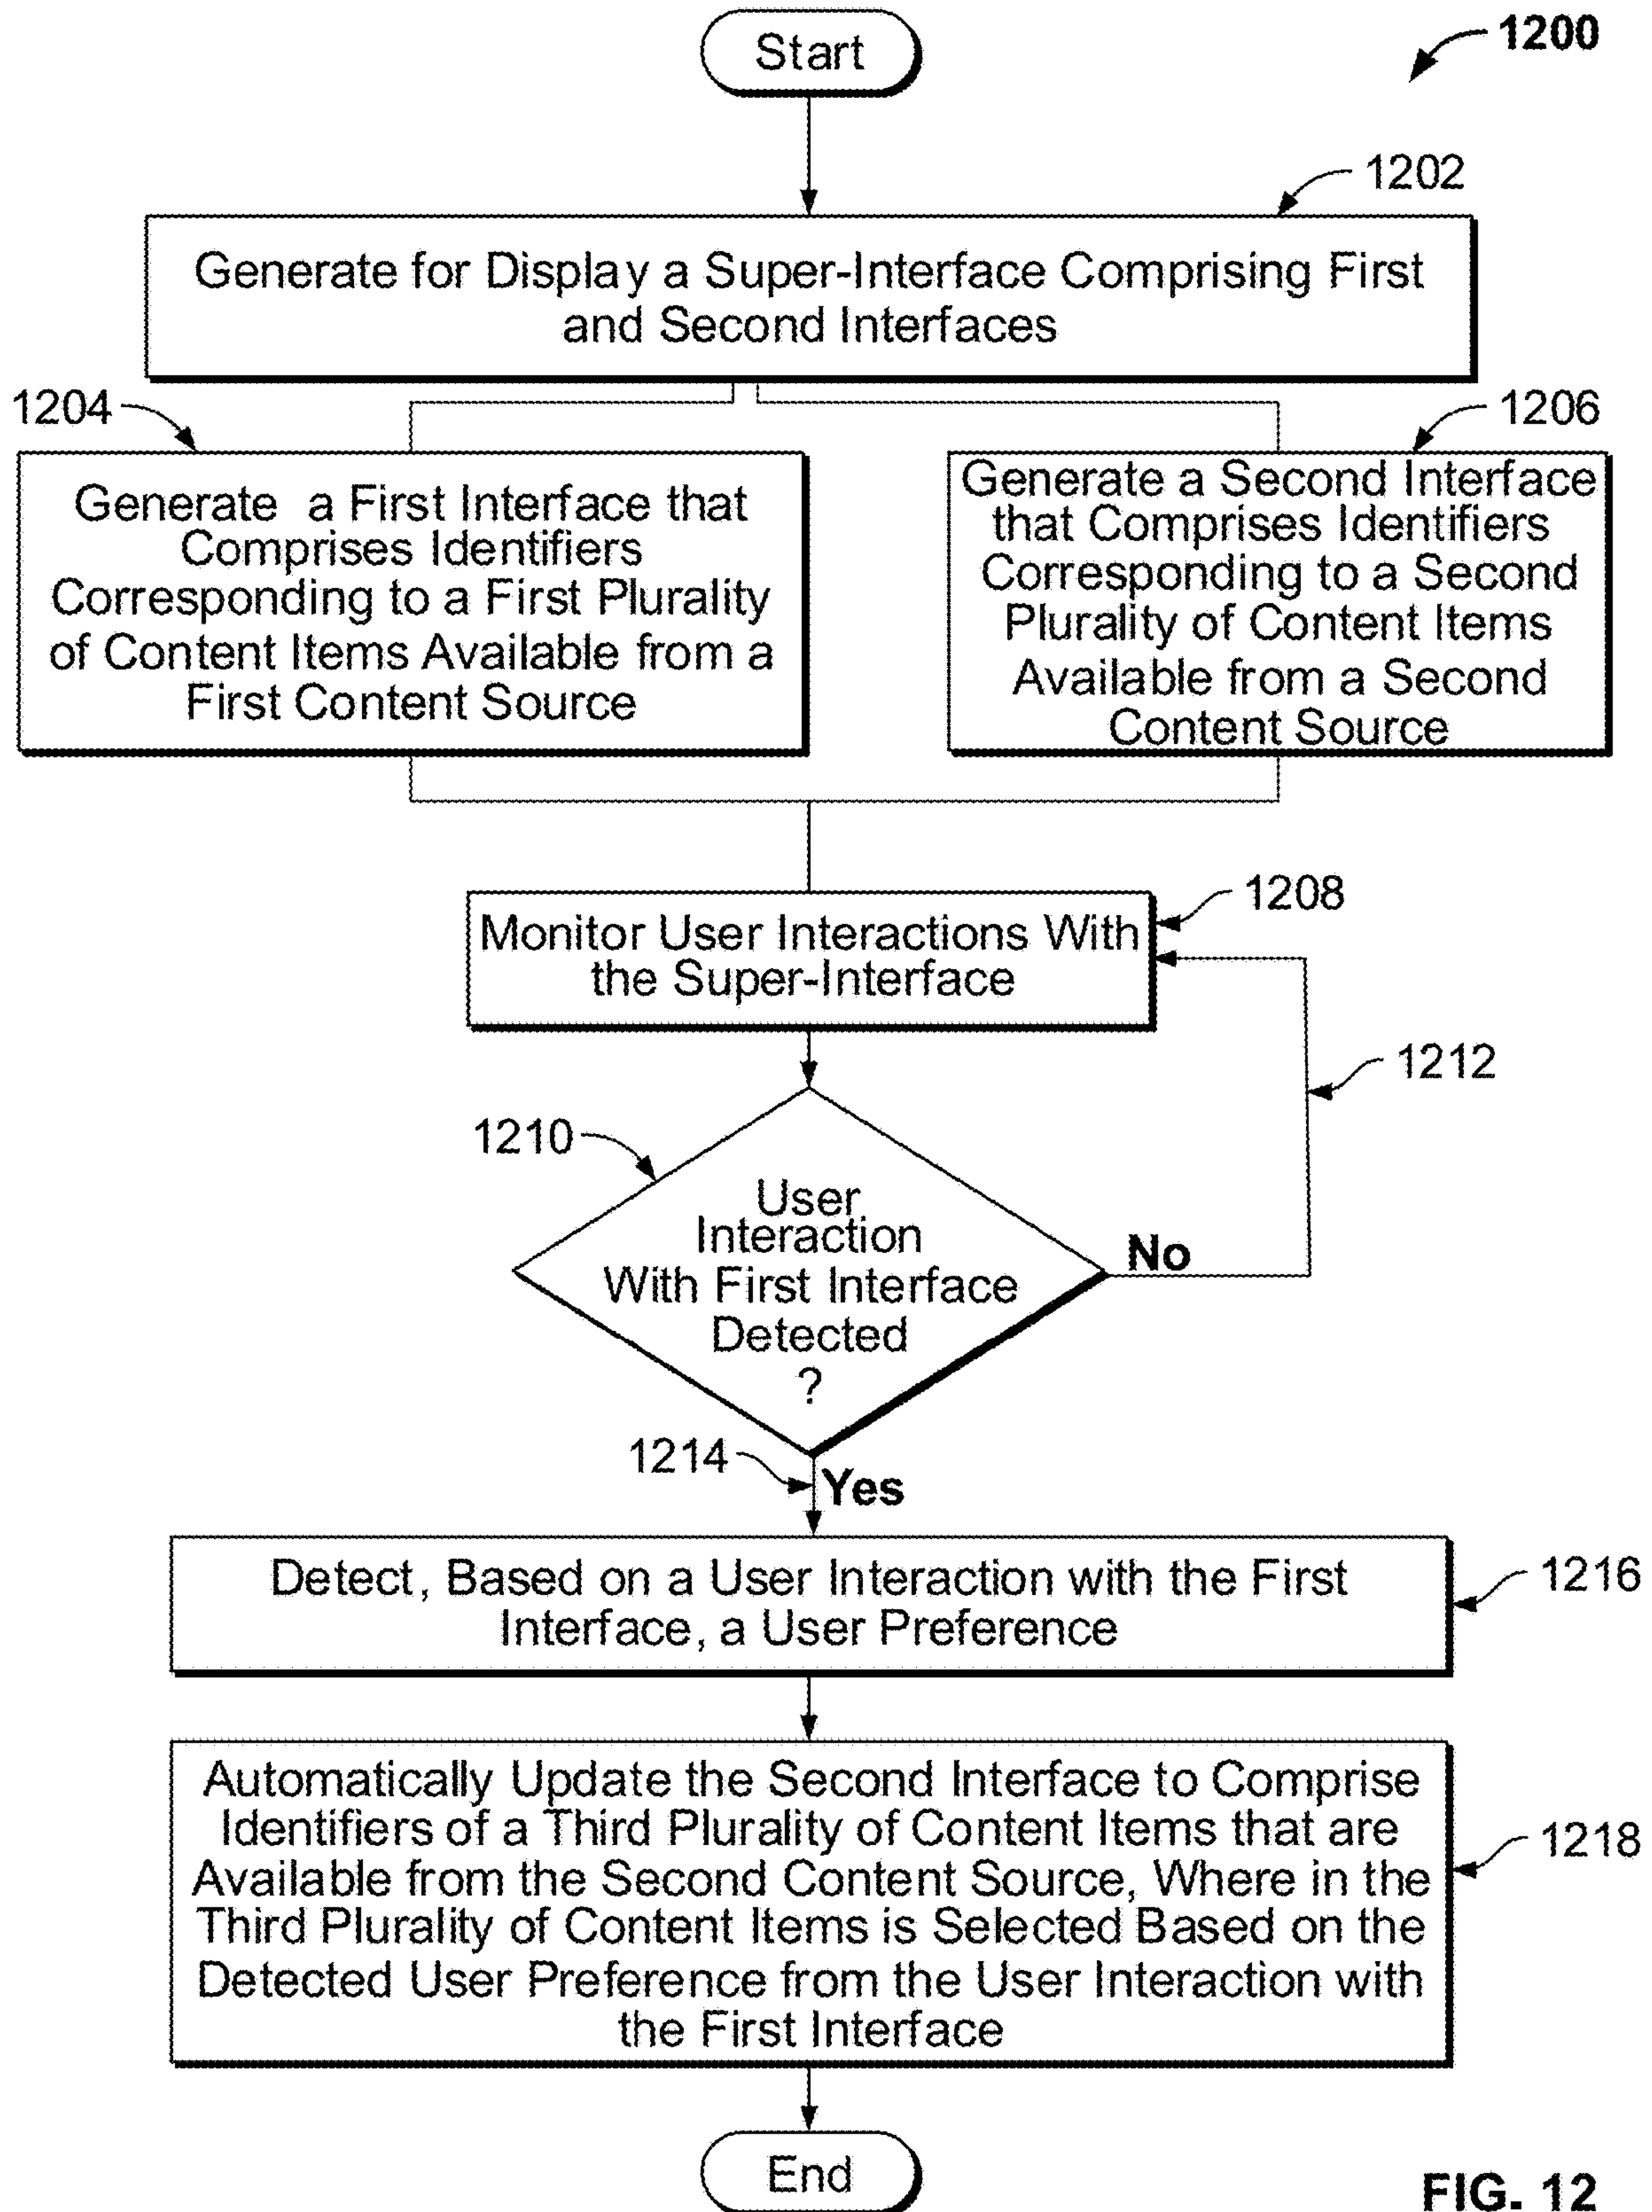 Start
1200
1202
Generate for Display a Super-Interface Comprising First
and Second Interfaces
1204
1206
Generate a First Interface that
Comprises Identifiers
Corresponding to a First Plurality
of Content Items Available from a
First Content Source
Generate a Second Interface
that Comprises Identifiers
Corresponding to a Second
Plurality of Content Items
Available from a Second
Content Source
1208
Monitor User Interactions With
the Super-Interface
1212
1210
User
Interaction
With First Interface
Detected
?
No
1214
Yes
Detect, Based on a User Interaction with the First
Interface, a User Preference
1216
Automatically Update the Second Interface to Comprise
Identifiers of a Third Plurality of Content Items that are
Available from the Second Content Source, Where in the
Third Plurality of Content Items is Selected Based on the
Detected User Preference from the User Interaction with
the First Interface
1218
End
FIG. 12